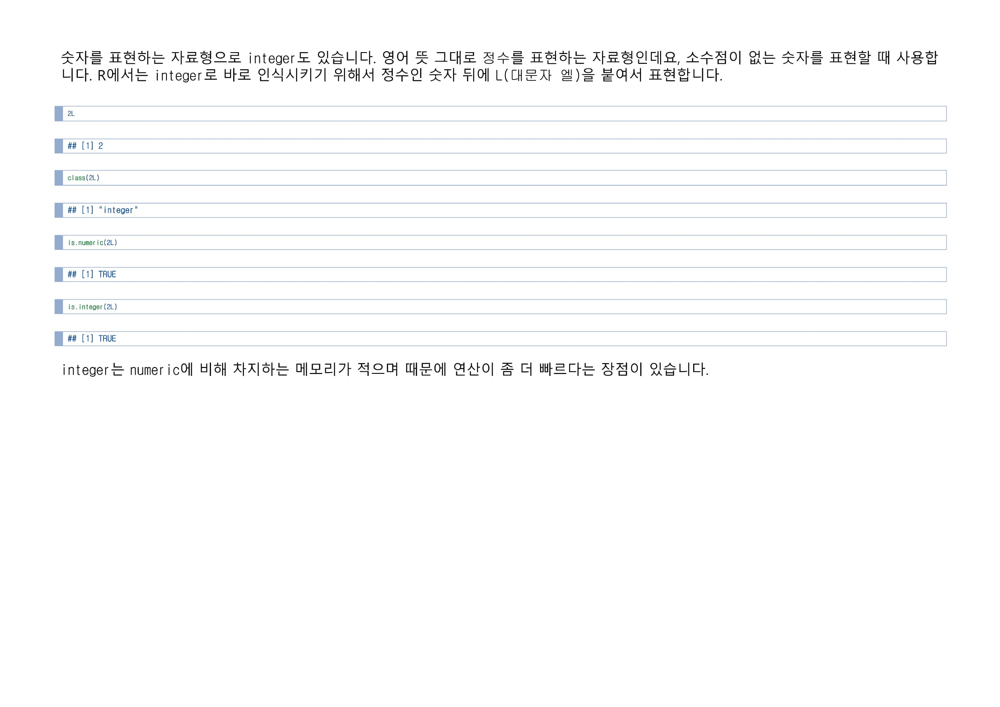 숫자를 표현하는 자료형으로 integer도 있습니다. 영어 뜻 그대로 정수를 표현하는 자료형인데요, 소수점이 없는 숫자를 표현할 때 사용합
니다. R에서는 integer로 바로 인식시키기 위해서 정수인 숫자 뒤에 L(대문자 엘)을 붙여서 표현합니다.
2L
## [1] 2
class(2L)
## [1] "integer"
is.numeric(2L)
## [1] TRUE
is.integer(2L)
## [1] TRUE
integer는 numeric에 비해 차지하는 메모리가 적으며 때문에 연산이 좀 더 빠르다는 장점이 있습니다.